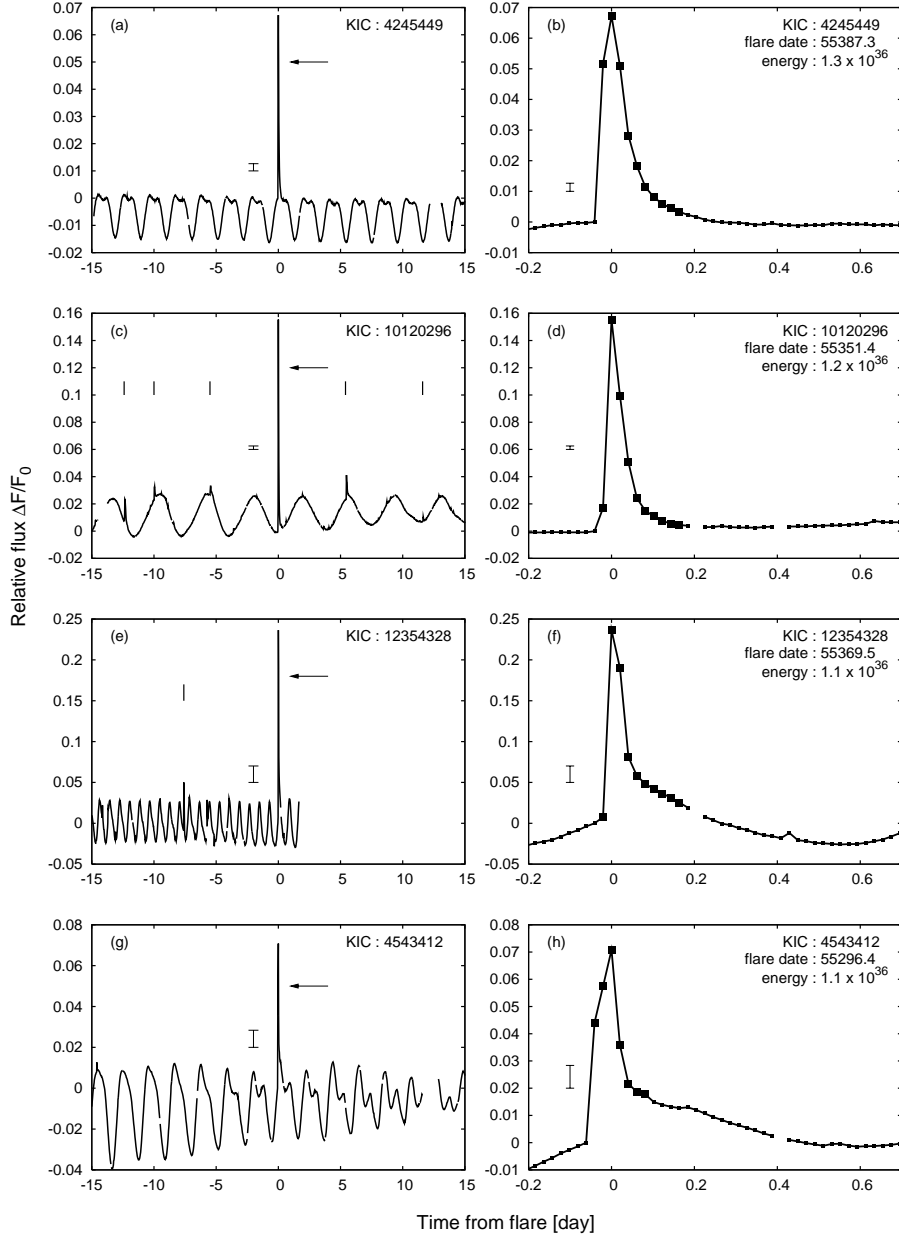 Relative flux ΔF/F0
(a) KIC : 4245449
0.07
0.06
0.05
0.04
0.03
0.02
0.01
0
-0.01
-0.02
-15 -10 -5 0 5 10 15
(b) KIC : 4245449
flare date : 55387.3
energy : 1.3 x 10^36
0.07
0.06
0.05
0.04
0.03
0.02
0.01
0
-0.01
-0.2 0 0.2 0.4 0.6
(c) KIC : 10120296
0.16
0.14
0.12
0.1
0.08
0.06
0.04
0.02
0
-0.02
-15 -10 -5 0 5 10 15
(d) KIC : 10120296
flare date : 55351.4
energy : 1.2 x 10^36
0.16
0.14
0.12
0.1
0.08
0.06
0.04
0.02
0
-0.02
-0.2 0 0.2 0.4 0.6
(e) KIC : 12354328
0.25
0.2
0.15
0.1
0.05
0
-0.05
-15 -10 -5 0 5 10 15
(f) KIC : 12354328
flare date : 55369.5
energy : 1.1 x 10^36
0.25
0.2
0.15
0.1
0.05
0
-0.05
-0.2 0 0.2 0.4 0.6
(g) KIC : 4543412
0.08
0.06
0.04
0.02
0
-0.02
-0.04
-15 -10 -5 0 5 10 15
(h) KIC : 4543412
flare date : 55296.4
energy : 1.1 x 10^36
0.08
0.07
0.06
0.05
0.04
0.03
0.02
0.01
0
-0.01
-0.2 0 0.2 0.4 0.6
Time from flare [day]